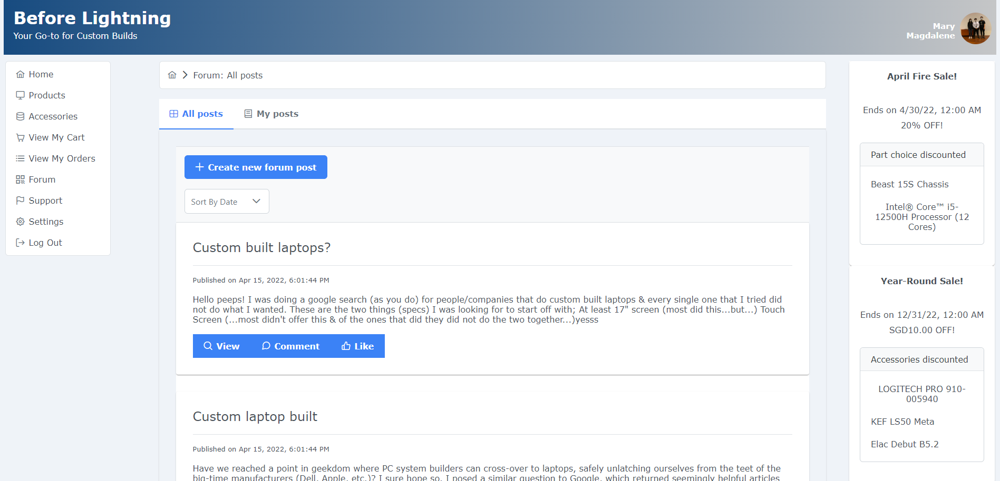 Before Lightning
Your Go-to for Custom Builds
Mary
Magdalene
Home
Products
Accessories
View My Cart
View My Orders
Forum
Support
Settings
Log Out
Forum: All posts
All posts
My posts
Create new forum post
Sort By Date
Custom built laptops?
Published on Apr 15, 2022, 6:01:44 PM
Hello peeps! I was doing a google search (as you do) for people/companies that do custom built laptops & every single one that I tried did
not do what I wanted. These are the two things (specs) I was looking for to start off with; At least 17" screen (most did this...but...) Touch
Screen (...most didn't offer this & of the ones that did they did not do the two together...)yesss
View
Comment
Like
Custom laptop built
Published on Apr 15, 2022, 6:01:44 PM
Have we reached a point in geekdom where PC system builders can cross-over to laptops, safely unlatching ourselves from the teet of the
big-time manufacturers (Dell, Apple, etc.)? I sure hope so. I posed a similar question to Google, which returned seemingly helpful articles
April Fire Sale!
Ends on 4/30/22, 12:00 AM
20% OFF!
Part choice discounted
Beast 15S Chassis
Intel® Core™ i5-
12500H Processor (12
Cores)
Year-Round Sale!
Ends on 12/31/22, 12:00 AM
SGD10.00 OFF!
Accessories discounted
LOGITECH PRO 910-
005940
KEF LS50 Meta
Elac Debut B5.2